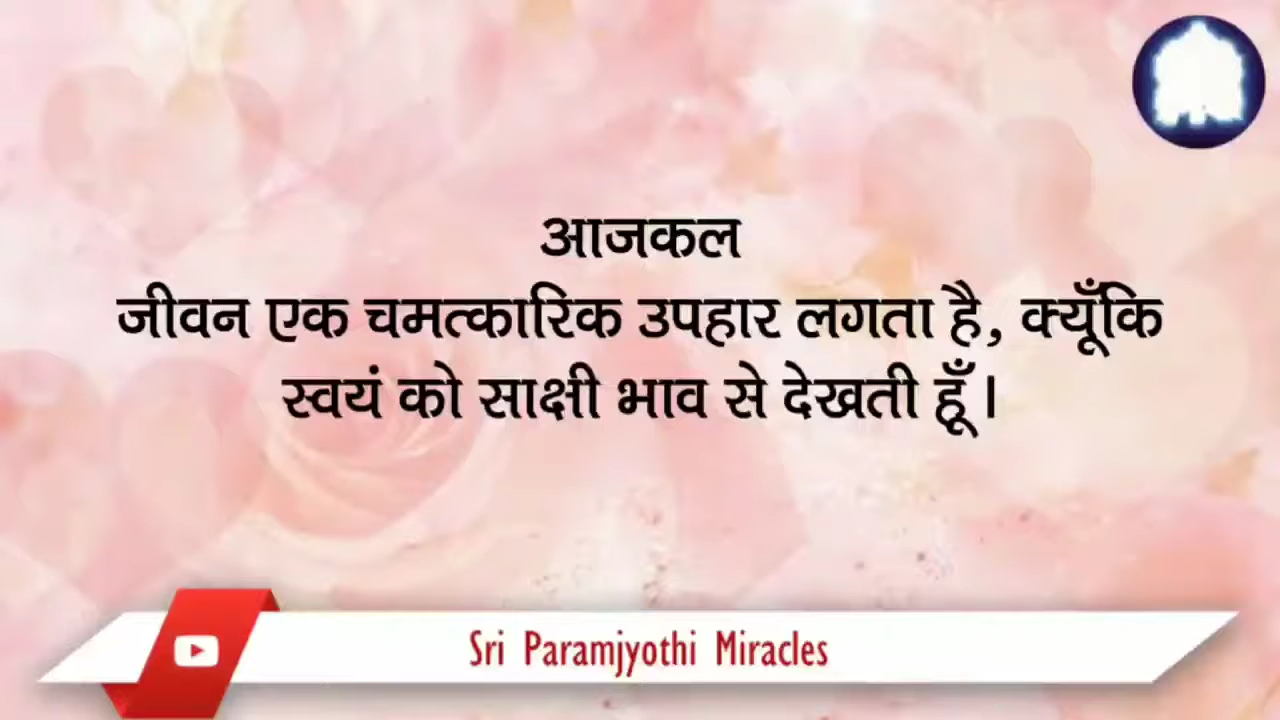 आजकल
जीवन एक चमत्कारिक उपहार लगता है, क्यूँकि
स्वयं को साक्षी भाव से देखती हूँ।
Sri Paramjyothi Miracles